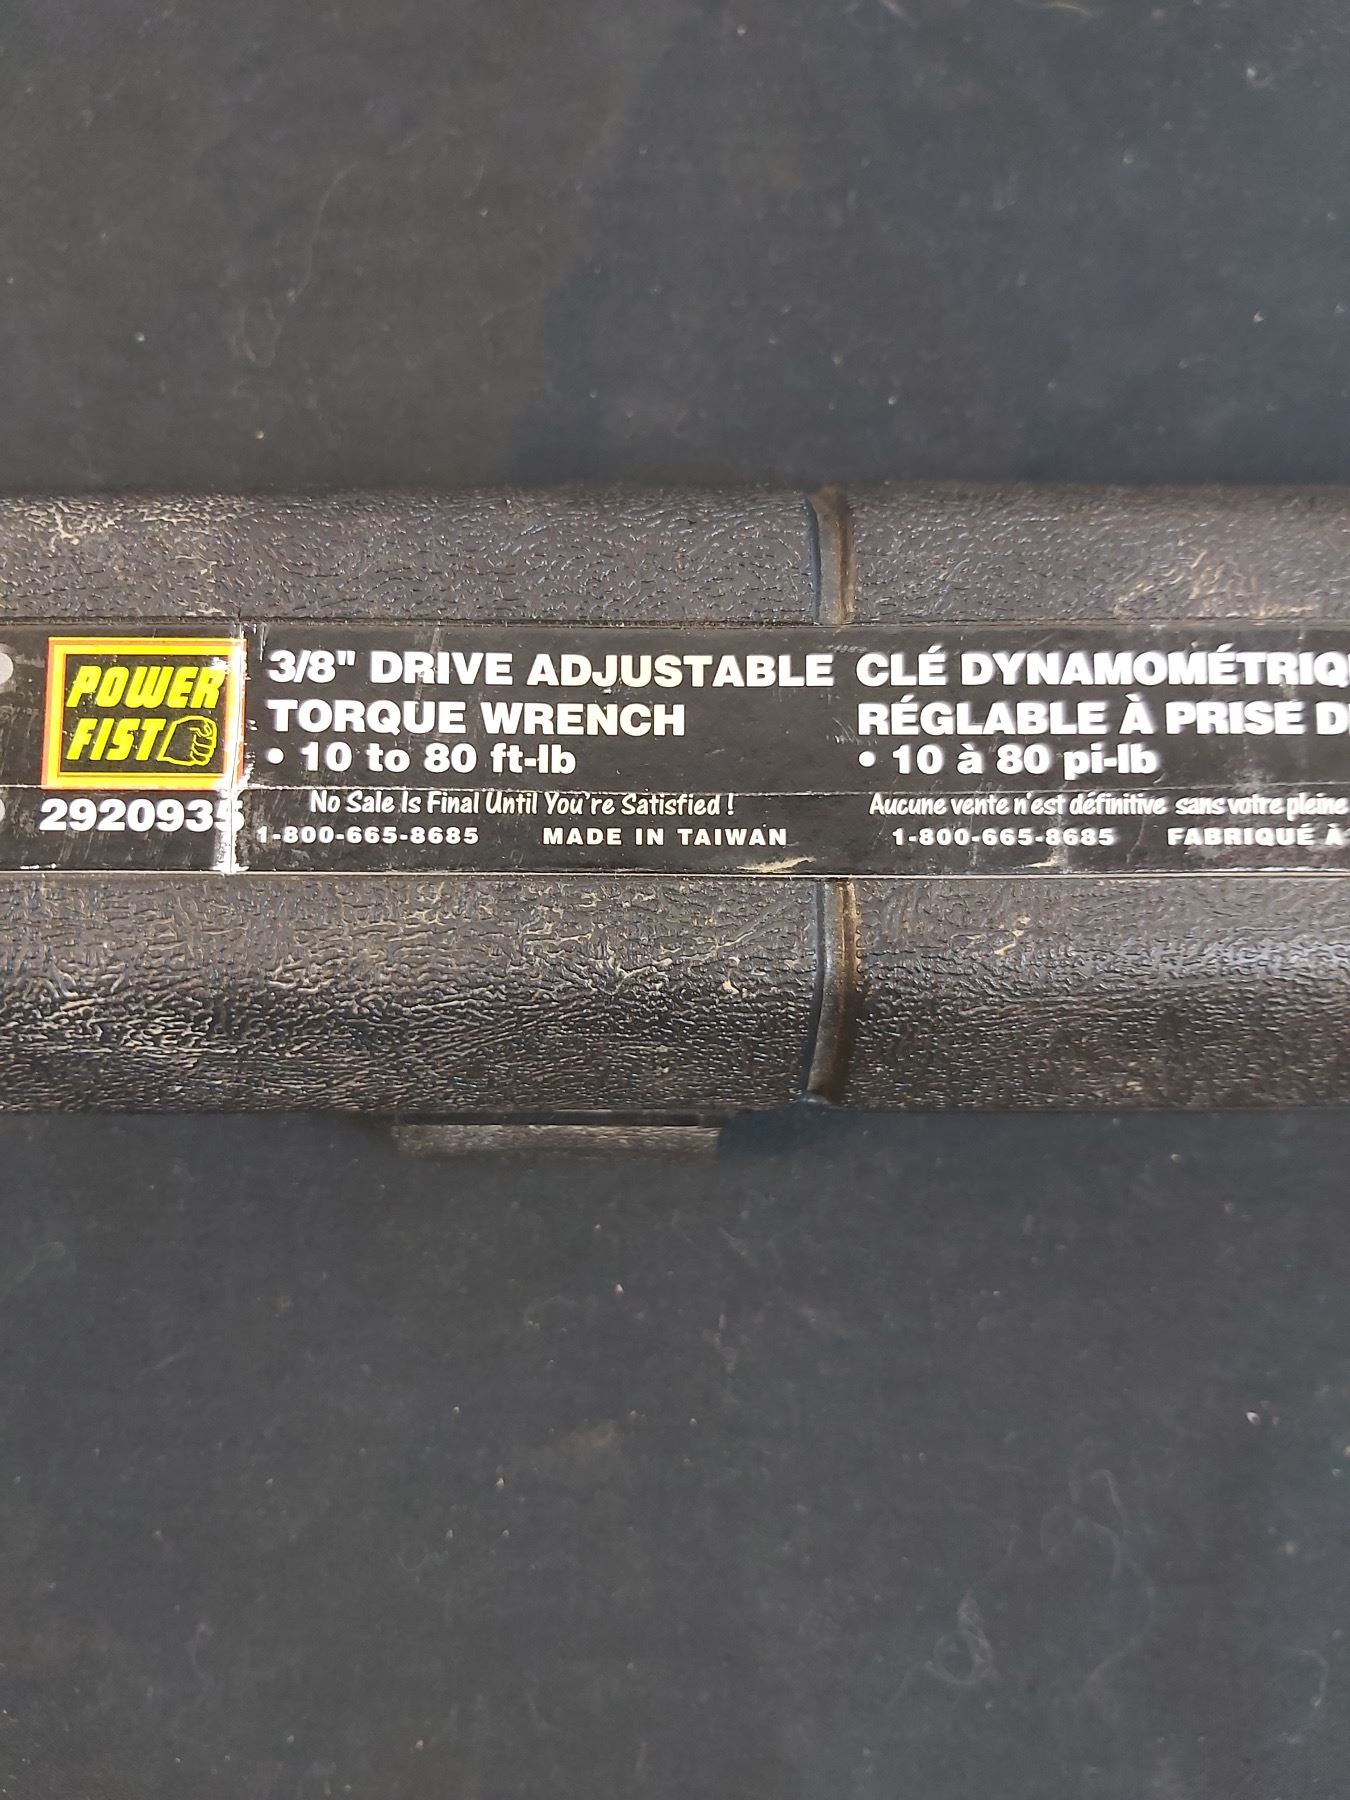 POWER
FIST
2920935
3/8" DRIVE ADJUSTABLE
TORQUE WRENCH
• 10 to 80 ft-lb
No Sale Is Final Until You're Satisfied !
1-800-665-8685 MADE IN TAIWAN
CLÉ DYNAMOMÉTRIQ
RÉGLABLE À PRISE D
• 10 à 80 pi-lb
Aucune vente n'est définitive sans votre pleine
1-800-665-8685 FABRIQUÉ À